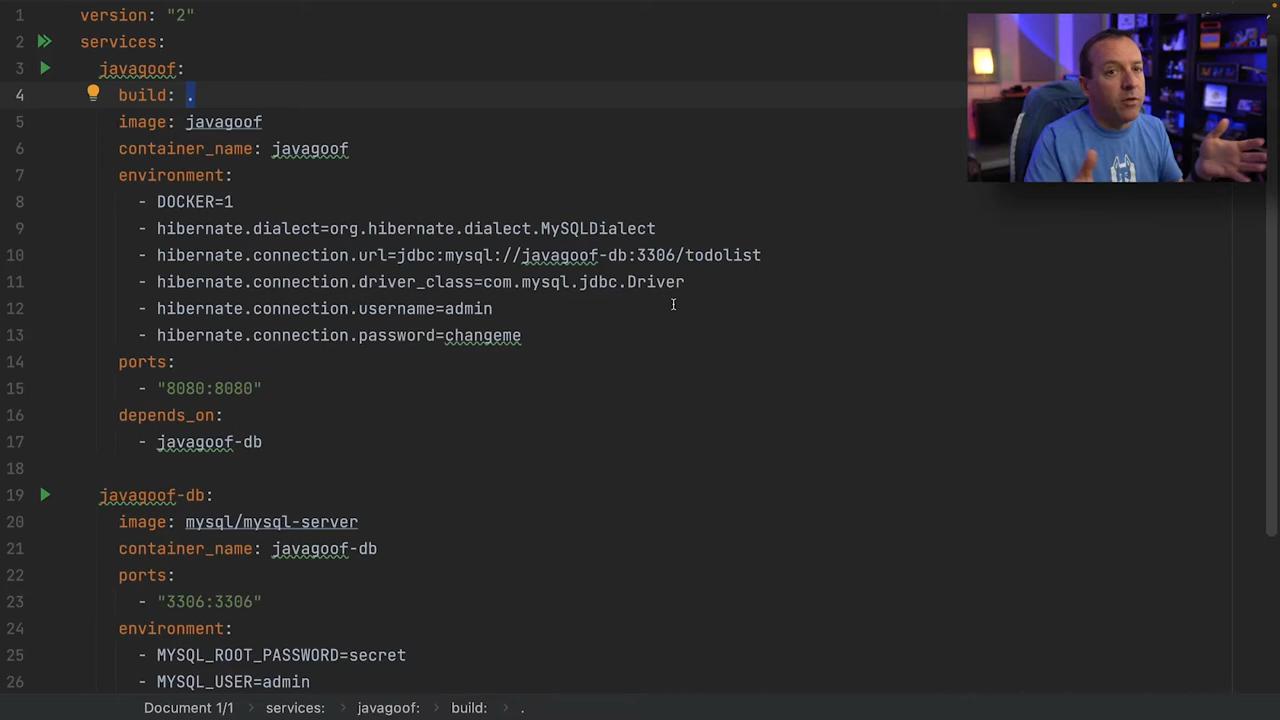 1 version: "2"
2 services:
3 javagoof:
4 build: .
5 image: javagoof
6 container_name: javagoof
7 environment:
8 - DOCKER=1
9 - hibernate.dialect=org.hibernate.dialect.MySQLDialect
10 - hibernate.connection.url=jdbc:mysql://javagoof-db:3306/todolist
11 - hibernate.connection.driver_class=com.mysql.jdbc.Driver
12 - hibernate.connection.username=admin
13 - hibernate.connection.password=changeme
14 ports:
15 - "8080:8080"
16 depends_on:
17 - javagoof-db
18
19 javagoof-db:
20 image: mysql/mysql-server
21 container_name: javagoof-db
22 ports:
23 - "3306:3306"
24 environment:
25 - MYSQL_ROOT_PASSWORD=secret
26 - MYSQL_USER=admin
Document 1/1 services: javagoof: build: .